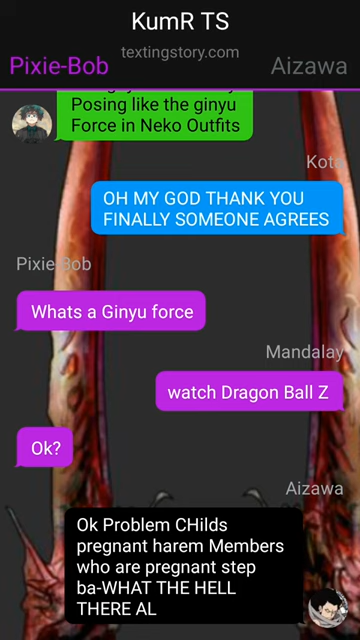 KumR TS
textingstory.com
Pixie-Bob
Aizawa
Posing like the ginyu
Force in Neko Outfits
Kota
OH MY GOD THANK YOU
FINALLY SOMEONE AGREES
Pixie-Bob
Whats a Ginyu force
Mandalay
watch Dragon Ball Z
Ok?
Aizawa
Ok Problem CHIlds
pregnant harem Members
who are pregnant step
ba-WHAT THE HELL
THERE AL